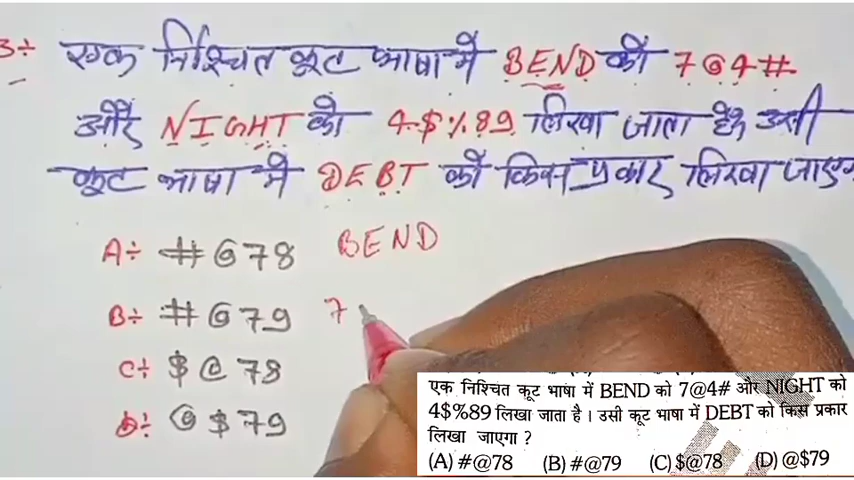 3÷ एक निश्चित कूट भाषा में BEND को 7@4#
और NIGHT को 4$%89 लिखा जाता है। उसी
कूट भाषा में DEBT को किस प्रकार लिखा जाएगा
A÷ #@78 BEND
B÷ #@79 7
C÷ $@78
D÷ @$79
एक निश्चित कूट भाषा में BEND को 7@4# और NIGHT को
4$%89 लिखा जाता है। उसी कूट भाषा में DEBT को किस प्रकार
लिखा जाएगा ?
(A) #@78 (B) #@79 (C) $@78 (D) @$79